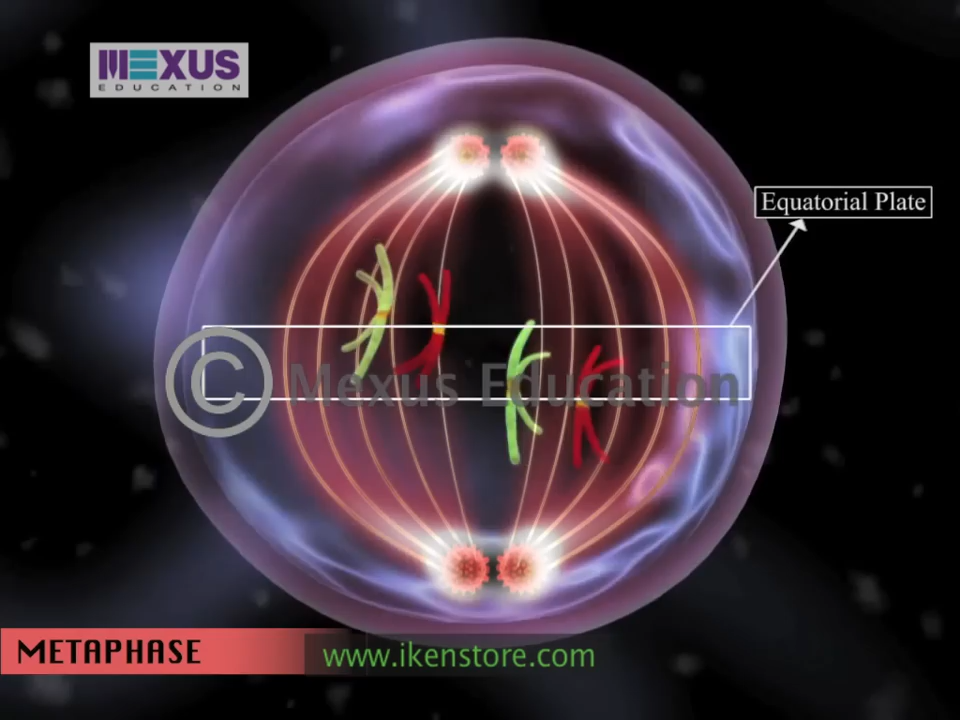 MEXUS
EDUCATION
Equatorial Plate
© Mexus Education
METAPHASE
www.ikenstore.com